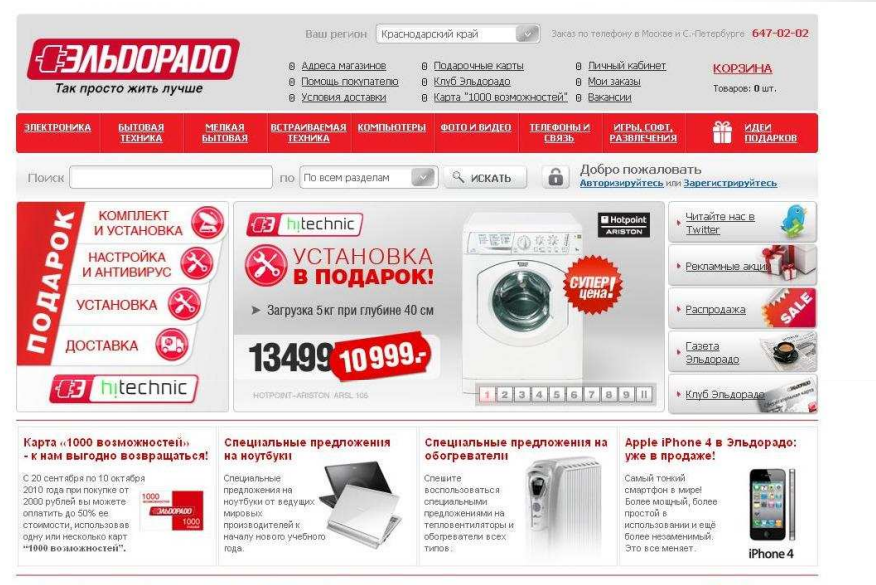 Ваш регион Краснодарский край Заказ по телефону в Москве и С.-Петербурге 647-02-02
ЭЛЬДОРАДО
Так просто жить лучше
Адреса магазинов Подарочные карты Личный кабинет
Помощь покупателю Клуб Эльдорадо Мои заказы
Условия доставки Карта "1000 возможностей" Вакансии
КОРЗИНА
Товаров: 0 шт.
ЭЛЕКТРОНИКА
БЫТОВАЯ
ТЕХНИКА
МЕЛКАЯ
БЫТОВАЯ
ВСТРАИВАЕМАЯ
ТЕХНИКА
КОМПЬЮТЕРЫ
ФОТО И ВИДЕО
ТЕЛЕФОНЫ И
СВЯЗЬ
ИГРЫ, СОФТ,
РАЗВЛЕЧЕНИЯ
ИДЕИ
ПОДАРКОВ
Поиск по По всем разделам ИСКАТЬ
Добро пожаловать
Авторизируйтесь или Зарегистрируйтесь
ПОДАРОК
КОМПЛЕКТ
И УСТАНОВКА
НАСТРОЙКА
И АНТИВИРУС
УСТАНОВКА
ДОСТАВКА
hitechnic
hitechnic
УСТАНОВКА
В ПОДАРОК!
Загрузка 5 кг при глубине 40 см
13499 10 999.-
HOTPOINT-ARISTON ARSL 105
Hotpoint
ARISTON
СУПЕР
цена!
1 2 3 4 5 6 7 8 9 II
Читайте нас в
Twitter
Рекламные акции
Распродажа
SALE
Газета
Эльдорадо
Клуб Эльдорадо
Карта «1000 возможностей»
- к нам выгодно возвращаться!
С 20 сентября по 10 октября
2010 года при покупке от
2000 рублей вы можете
оплатить до 50% ее
стоимости, использовав
одну или несколько карт
"1000 возможностей".
1000
ЭЛЬДОРАДО
1000
Специальные предложения
на ноутбуки
Специальные
предложения на
ноутбуки от ведущих
мировых
производителей к
началу нового учебного
года.
Специальные предложения на
обогреватели
Спешите
воспользоваться
специальными
предложениями на
тепловентиляторы и
обогреватели всех
типов.
Apple iPhone 4 в Эльдорадо:
уже в продаже!
Самый тонкий
смартфон в мире!
Более мощный, более
простой в
использовании и ещё
более незаменимый.
Это все меняет.
iPhone 4